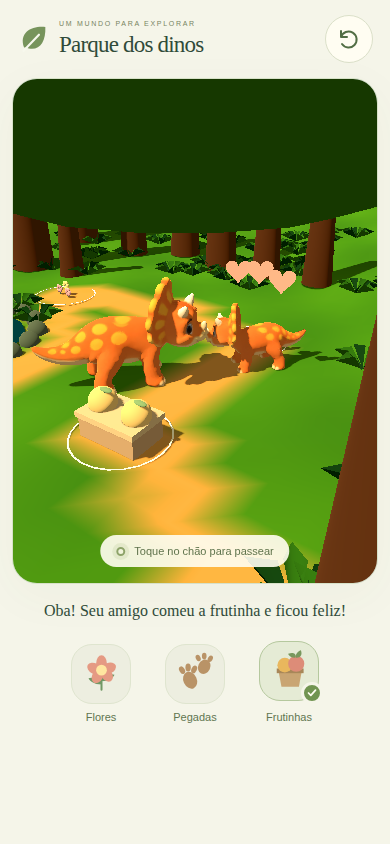 UM MUNDO PARA EXPLORAR
Parque dos dinos
Toque no chão para passear
Oba! Seu amigo comeu a frutinha e ficou feliz!
Flores
Pegadas
Frutinhas